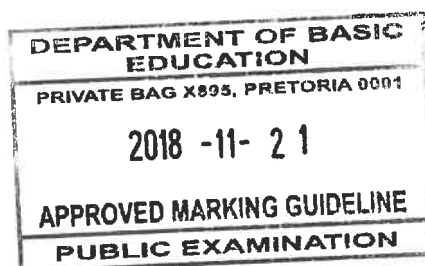 DEPARTMENT OF BASIC
EDUCATION
PRIVATE BAG X895, PRETORIA 0001
2018 -11- 21
APPROVED MARKING GUIDELINE
PUBLIC EXAMINATION